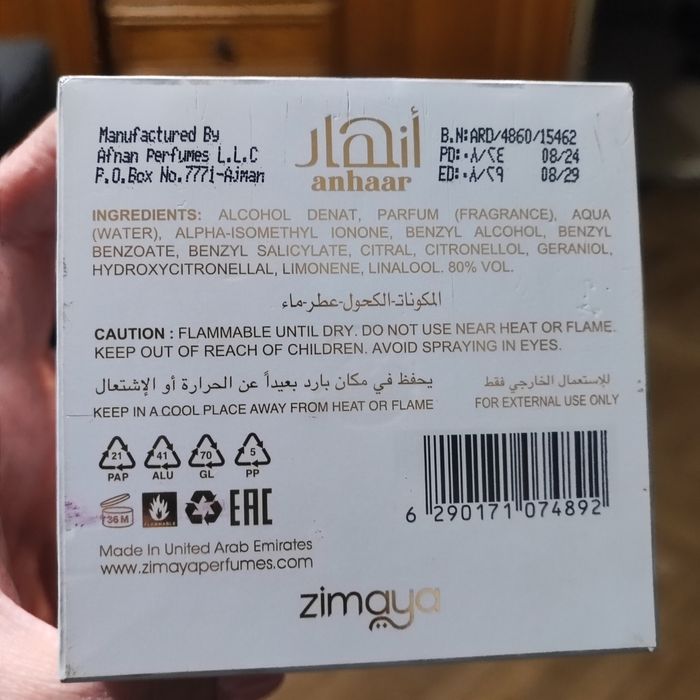 Manufactured By
Afnan Perfumes L.L.C
P.O.Box No.7771-Ajman
أنهار
anhaar
B.N:ARD/4860/15462
PD:٠٨/٢٤ 08/24
ED:٠٨/٢٩ 08/29
INGREDIENTS: ALCOHOL DENAT, PARFUM (FRAGRANCE), AQUA
(WATER), ALPHA-ISOMETHYL IONONE, BENZYL ALCOHOL, BENZYL
BENZOATE, BENZYL SALICYLATE, CITRAL, CITRONELLOL, GERANIOL,
HYDROXYCITRONELLAL, LIMONENE, LINALOOL. 80% VOL.
المكونات-الكحول-عطر-ماء
CAUTION : FLAMMABLE UNTIL DRY. DO NOT USE NEAR HEAT OR FLAME.
KEEP OUT OF REACH OF CHILDREN. AVOID SPRAYING IN EYES.
يحفظ في مكان بارد بعيداً عن الحرارة أو الإشتعال
للإستعمال الخارجي فقط
KEEP IN A COOL PLACE AWAY FROM HEAT OR FLAME
FOR EXTERNAL USE ONLY
21 41 70 5
PAP ALU GL PP
36 M FLAMMABLE EAC
6 290171 074892
Made In United Arab Emirates
www.zimayaperfumes.com
zimaya